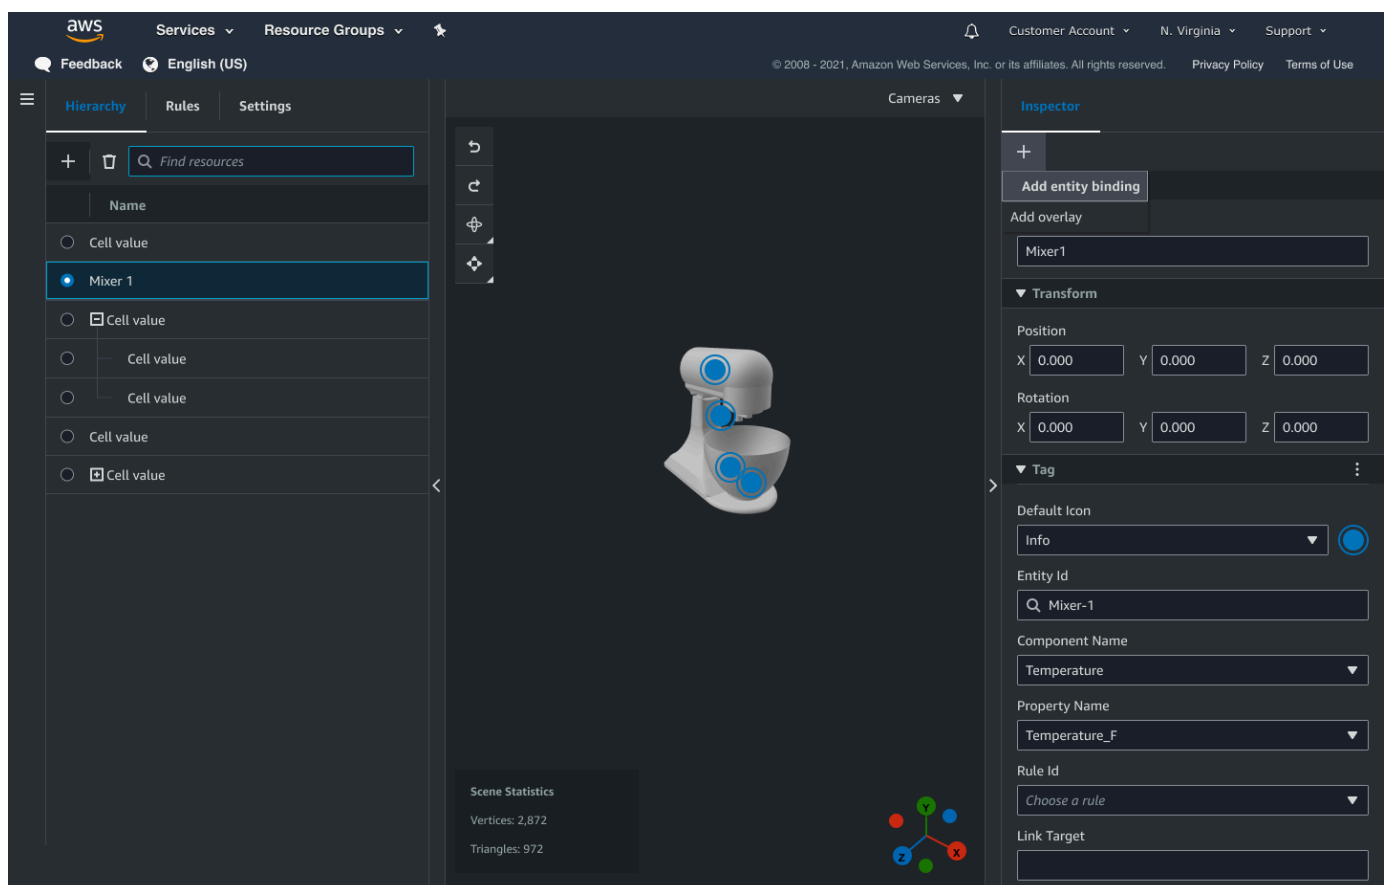 aws
Services
Resource Groups
Customer Account
N. Virginia
Support
Feedback
English (US)
© 2008 - 2021, Amazon Web Services, Inc. or its affiliates. All rights reserved.
Privacy Policy
Terms of Use
Hierarchy
Rules
Settings
Find resources
Name
Cell value
Mixer 1
Cell value
Cell value
Cell value
Cell value
Cell value
Cameras
Scene Statistics
Vertices: 2,872
Triangles: 972
Y
Z
X
Inspector
Add entity binding
Add overlay
Mixer1
Transform
Position
X 0.000 Y 0.000 Z 0.000
Rotation
X 0.000 Y 0.000 Z 0.000
Tag
Default Icon
Info
Entity Id
Mixer-1
Component Name
Temperature
Property Name
Temperature_F
Rule Id
Choose a rule
Link Target